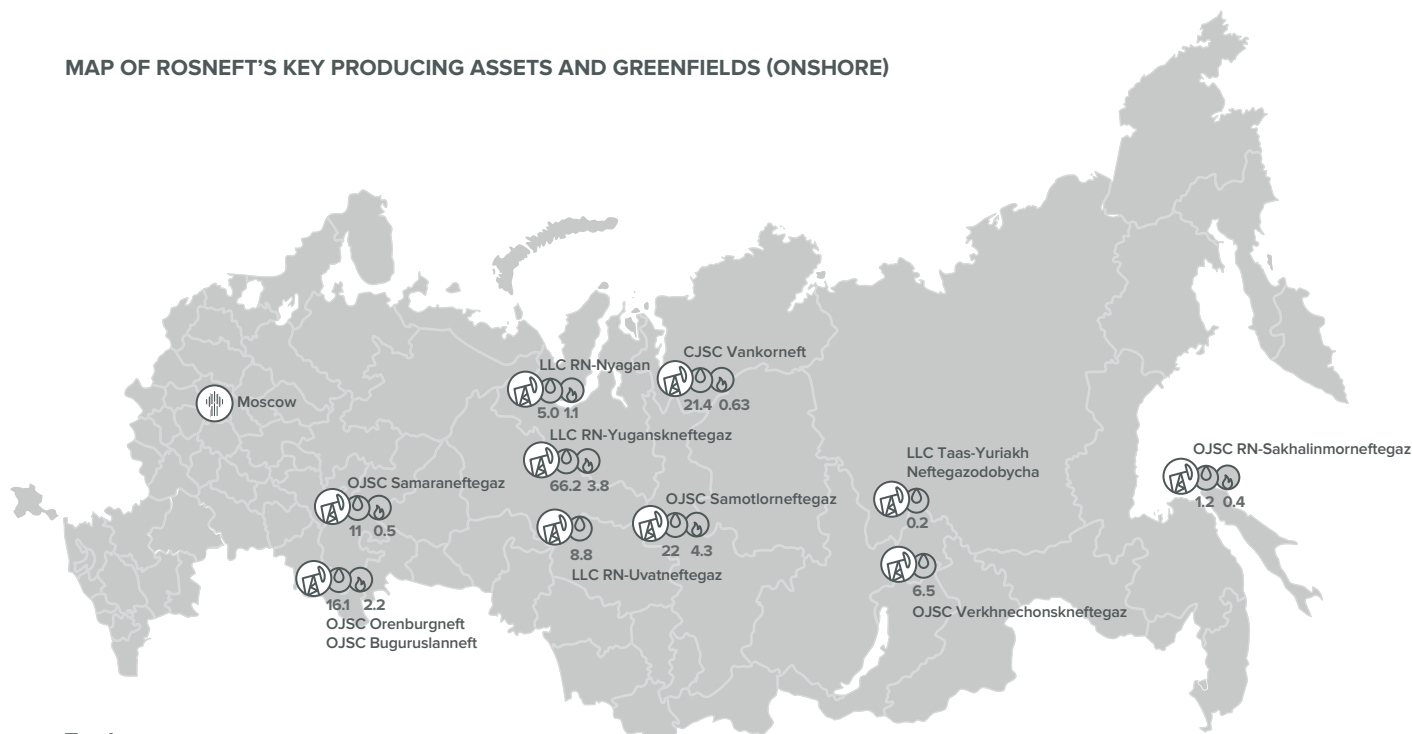 MAP OF ROSNEFT’S KEY PRODUCING ASSETS AND GREENFIELDS (ONSHORE)
CJSC Vankorneft
21.4 0.63
LLC RN-Nyagan
5.0 1.1
Moscow
LLC RN-Yuganskneftegaz
66.2 3.8
OJSC RN-Sakhalinmorneftegaz
1.2 0.4
LLC Taas-Yuriakh
Neftegazodobycha
0.2
OJSC Samaraneftegaz
11 0.5
OJSC Samotlorneftegaz
22 4.3
8.8
LLC RN-Uvatneftegaz
16.1 2.2
OJSC Orenburgneft
OJSC Buguruslanneft
6.5
OJSC Verkhnechonskneftegaz